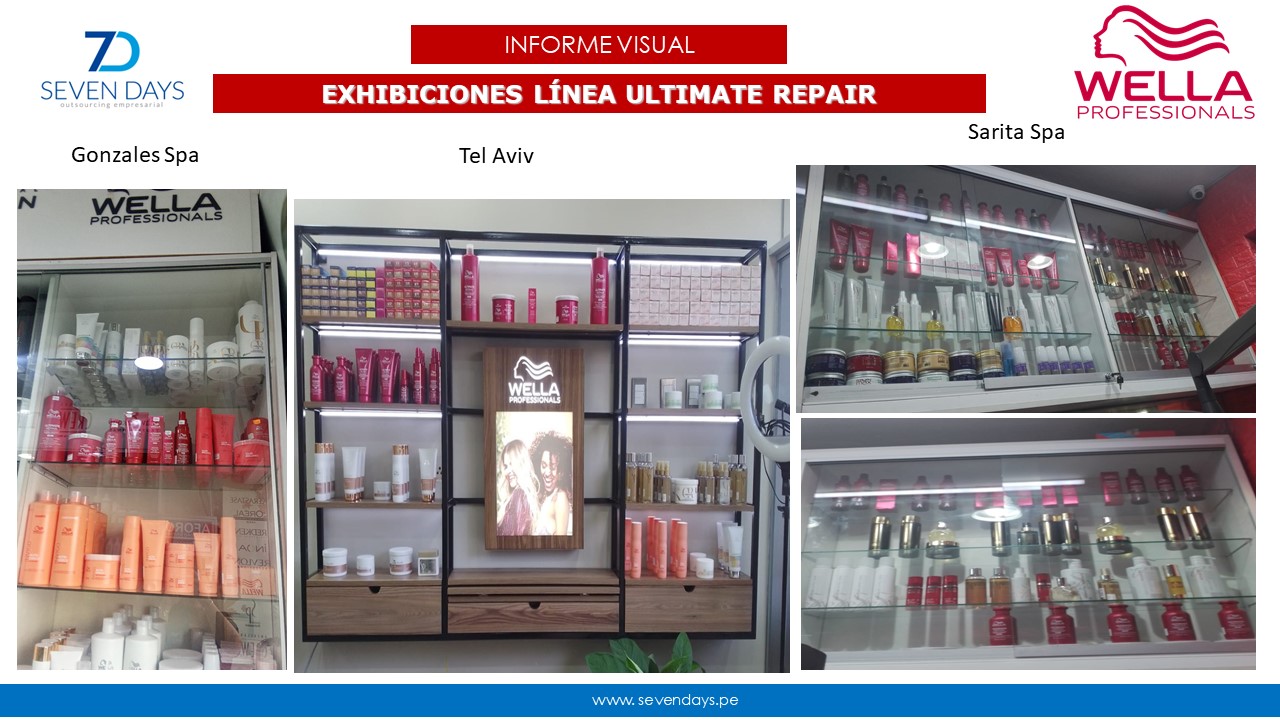 INFORME VISUAL
7D
SEVEN DAYS
outsourcing empresarial
EXHIBICIONES LÍNEA ULTIMATE REPAIR
WELLA
PROFESSIONALS
Sarita Spa
Gonzales Spa
Tel Aviv
WELLA
PROFESSIONALS
WELLA
PROFESSIONALS
www. sevendays.pe